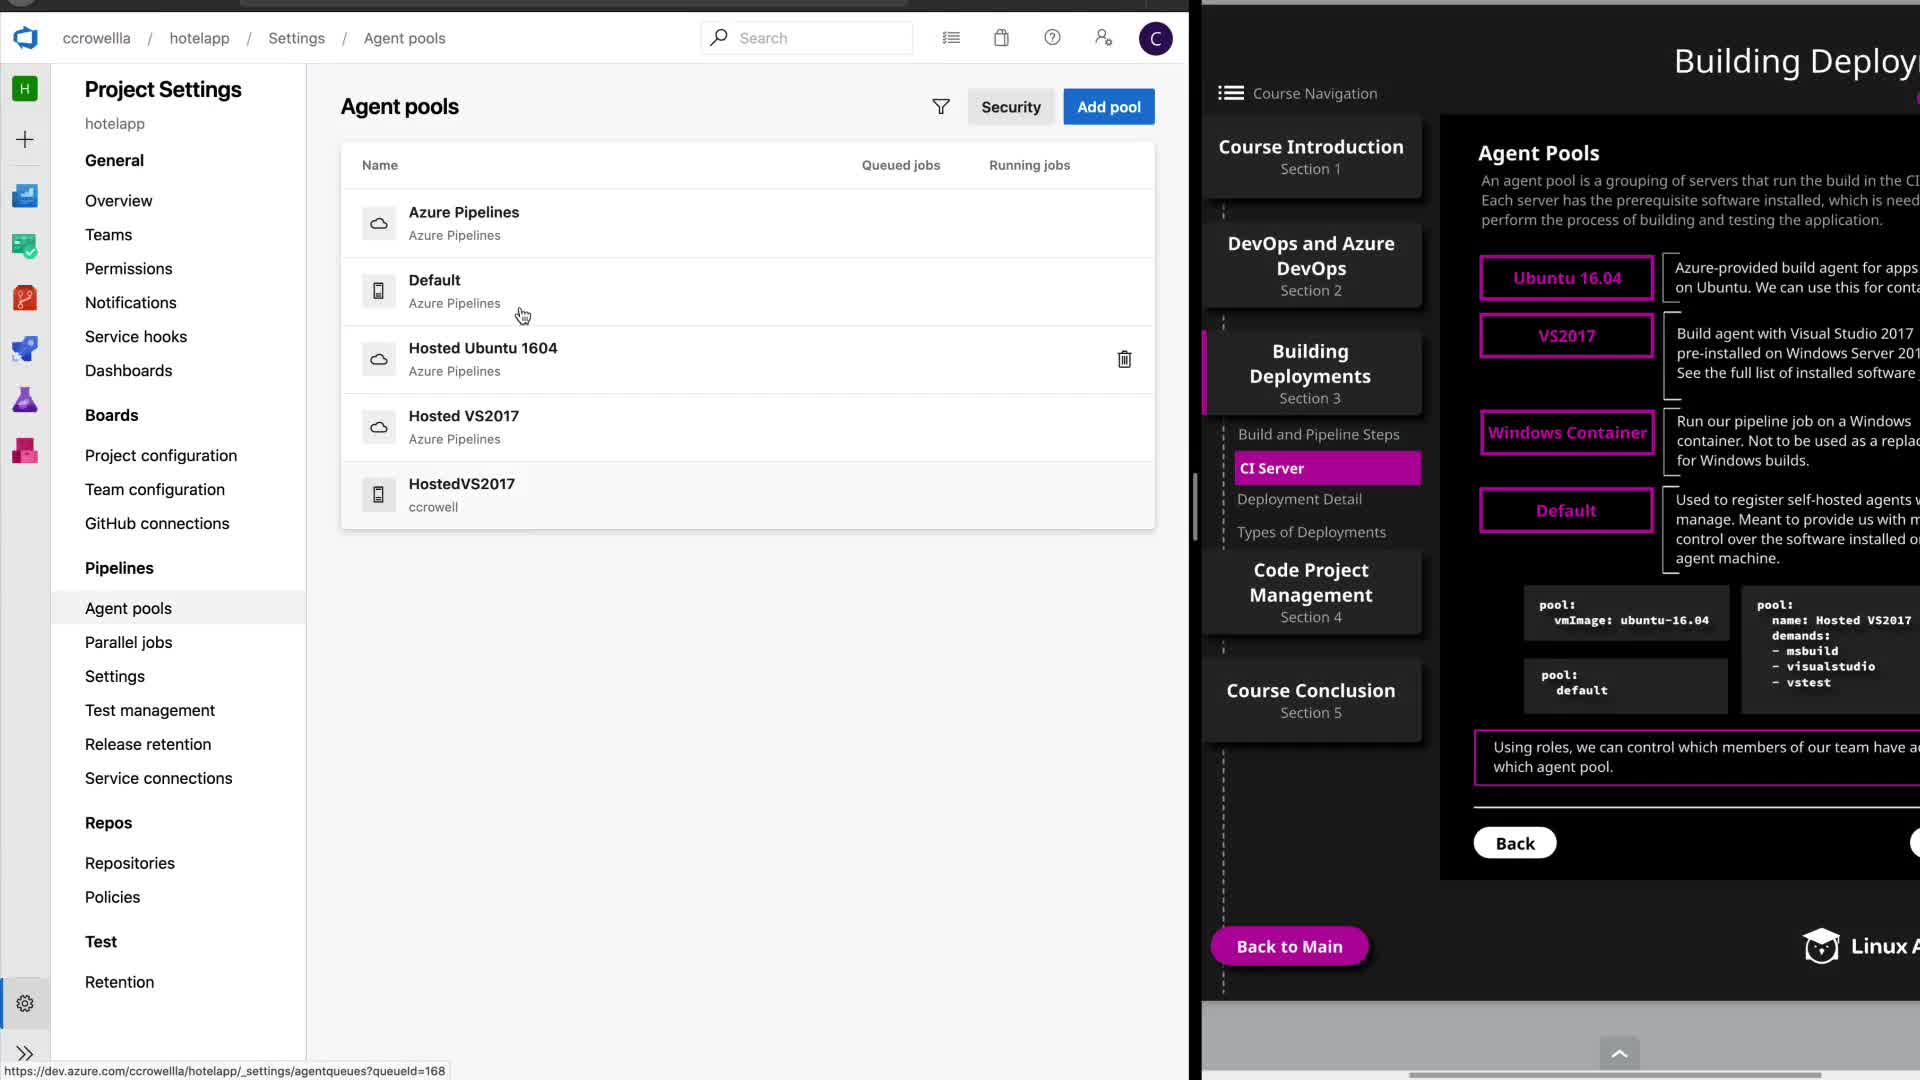 ccrowellla / hotelapp / Settings / Agent pools
Search
C
H
Project Settings
hotelapp
General
Overview
Teams
Permissions
Notifications
Service hooks
Dashboards
Boards
Project configuration
Team configuration
GitHub connections
Pipelines
Agent pools
Parallel jobs
Settings
Test management
Release retention
Service connections
Repos
Repositories
Policies
Test
Retention
https://dev.azure.com/ccrowellla/hotelapp/_settings/agentqueues?queueId=168
Agent pools
Security
Add pool
Name Queued jobs Running jobs
Azure Pipelines
Azure Pipelines
Default
Azure Pipelines
Hosted Ubuntu 1604
Azure Pipelines
Hosted VS2017
Azure Pipelines
HostedVS2017
ccrowell
Building Deploy
Course Navigation
Course Introduction
Section 1
DevOps and Azure
DevOps
Section 2
Building
Deployments
Section 3
Build and Pipeline Steps
CI Server
Deployment Detail
Types of Deployments
Code Project
Management
Section 4
Course Conclusion
Section 5
Back to Main
Agent Pools
An agent pool is a grouping of servers that run the build in the CI
Each server has the prerequisite software installed, which is
perform the process of building and testing the application.
Ubuntu 16.04
Azure-provided build agent for apps
on Ubuntu. We can use this for
VS2017
Build agent with Visual Studio 2017
pre-installed on Windows Server
See the full list of installed software
Windows Container
Run our pipeline job on a Windows
container. Not to be used as a
for Windows builds.
Default
Used to register self-hosted agents
manage. Meant to provide us with
control over the software installed
agent machine.
pool:
vmImage: ubuntu-16.04
pool:
default
pool:
name: Hosted VS2017
demands:
- msbuild
- visualstudio
- vstest
Using roles, we can control which members of our team have
which agent pool.
Back
Linux